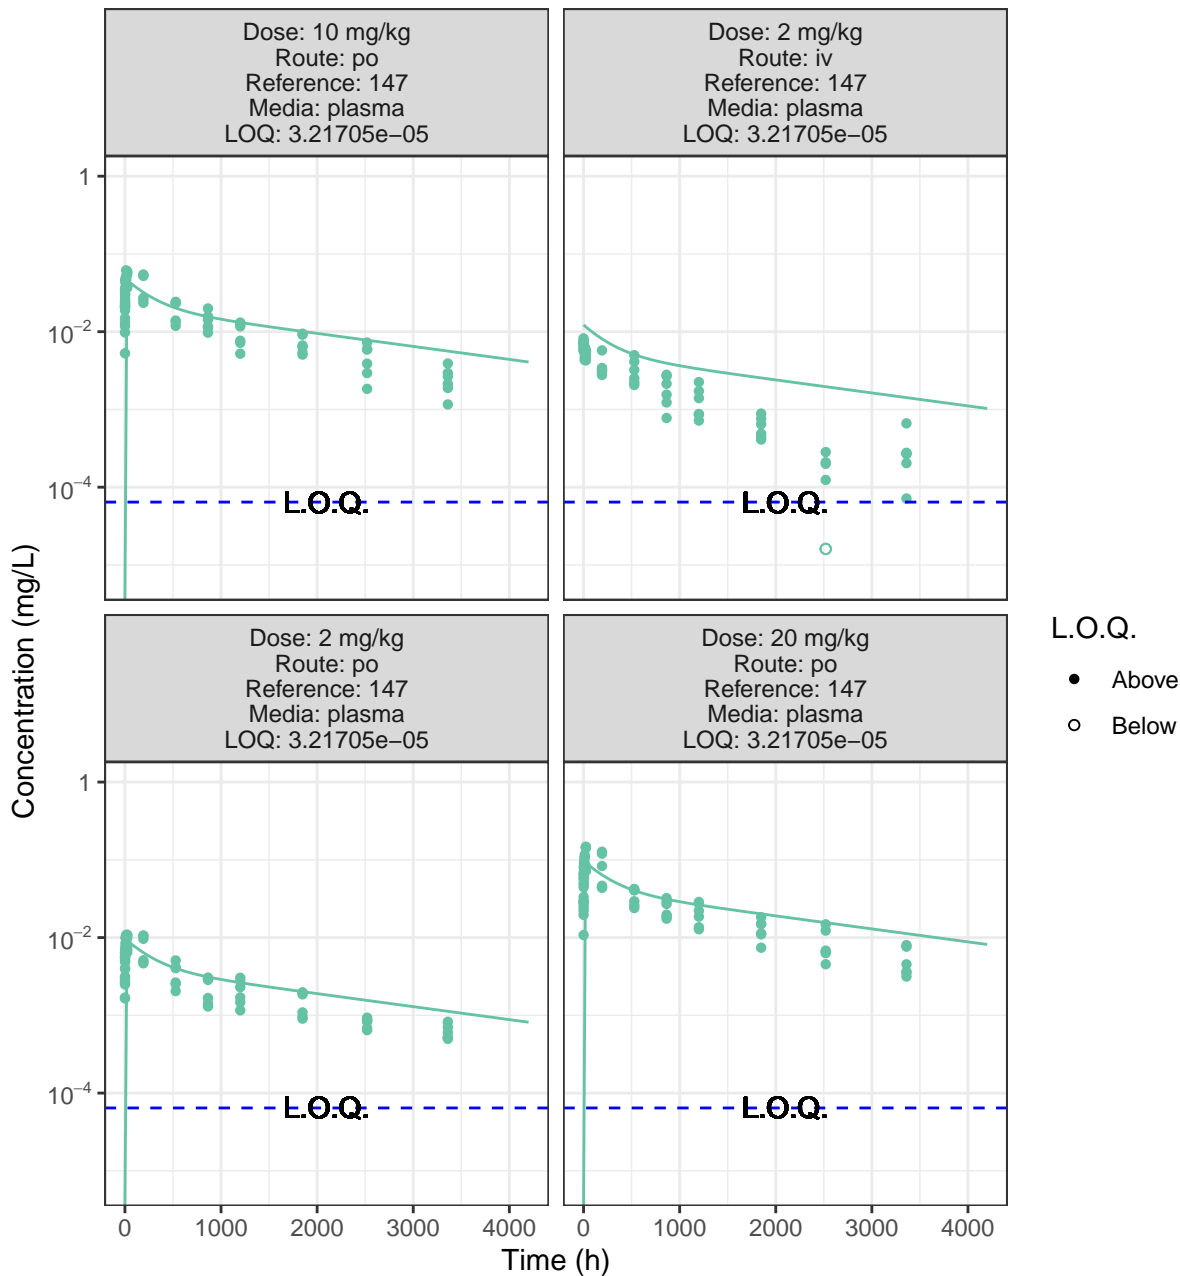 Dose: 10 mg/kg
Route: po
Reference: 147
Media: plasma
LOQ: 3.21705e−05
Dose: 2 mg/kg
Route: iv
Reference: 147
Media: plasma
LOQ: 3.21705e−05
1
10−2
10−4
L.O.Q.
L.O.Q.
Dose: 2 mg/kg
Route: po
Reference: 147
Media: plasma
LOQ: 3.21705e−05
Dose: 20 mg/kg
Route: po
Reference: 147
Media: plasma
LOQ: 3.21705e−05
1
10−2
10−4
L.O.Q.
L.O.Q.
0 1000 2000 3000 4000
0 1000 2000 3000 4000
Time (h)
Concentration (mg/L)
L.O.Q.
Above
Below